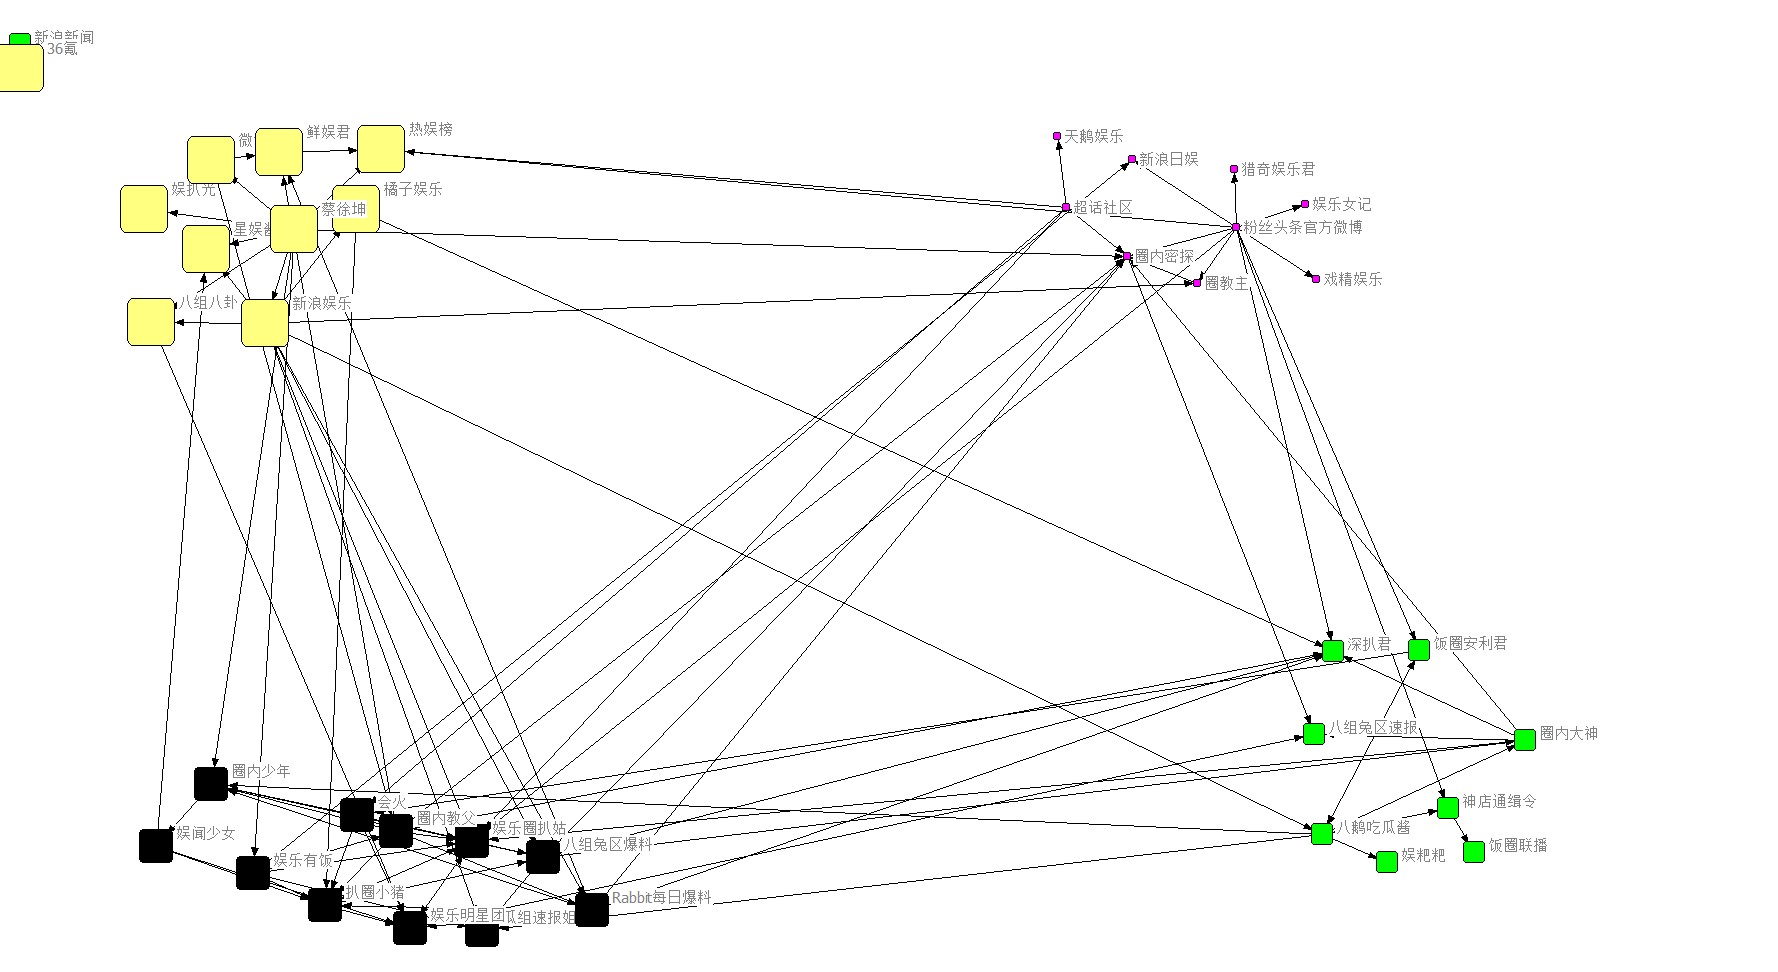 新浪新闻
36氪
微
鲜娱君
热娱榜
娱扒光
橘子娱乐
蔡徐坤
星娱酱
八组八卦
新浪娱乐
天鹅娱乐
新浪日娱
猎奇娱乐君
超话社区
娱乐女记
粉丝头条官方微博
圈内密探
圈教主
戏精娱乐
深扒君
饭圈安利君
八组兔区速报
圈内大神
神店通缉令
八鹅吃瓜酱
饭圈联播
娱粑粑
圈内少年
会火
圈内教父
娱闻少女
娱乐圈扒姑
八组兔区爆料
娱乐有饭
扒圈小猪
Rabbit每日爆料
娱乐明星团
瓜组速报姐